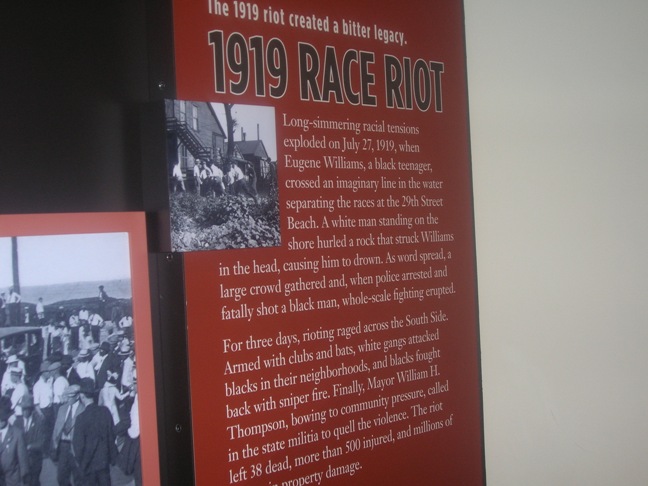 The 1919 riot created a bitter legacy.
1919 RACE RIOT
Long-simmering racial tensions
exploded on July 27, 1919, when
Eugene Williams, a black teenager,
crossed an imaginary line in the water
separating the races at the 29th Street
Beach. A white man standing on the
shore hurled a rock that struck Williams
in the head, causing him to drown. As word spread, a
large crowd gathered and, when police arrested and
fatally shot a black man, whole-scale fighting erupted.
For three days, rioting raged across the South Side.
Armed with clubs and bats, white gangs attacked
blacks in their neighborhoods, and blacks fought
back with sniper fire. Finally, Mayor William H.
Thompson, bowing to community pressure, called
in the state militia to quell the violence. The riot
left 38 dead, more than 500 injured, and millions of
in property damage.